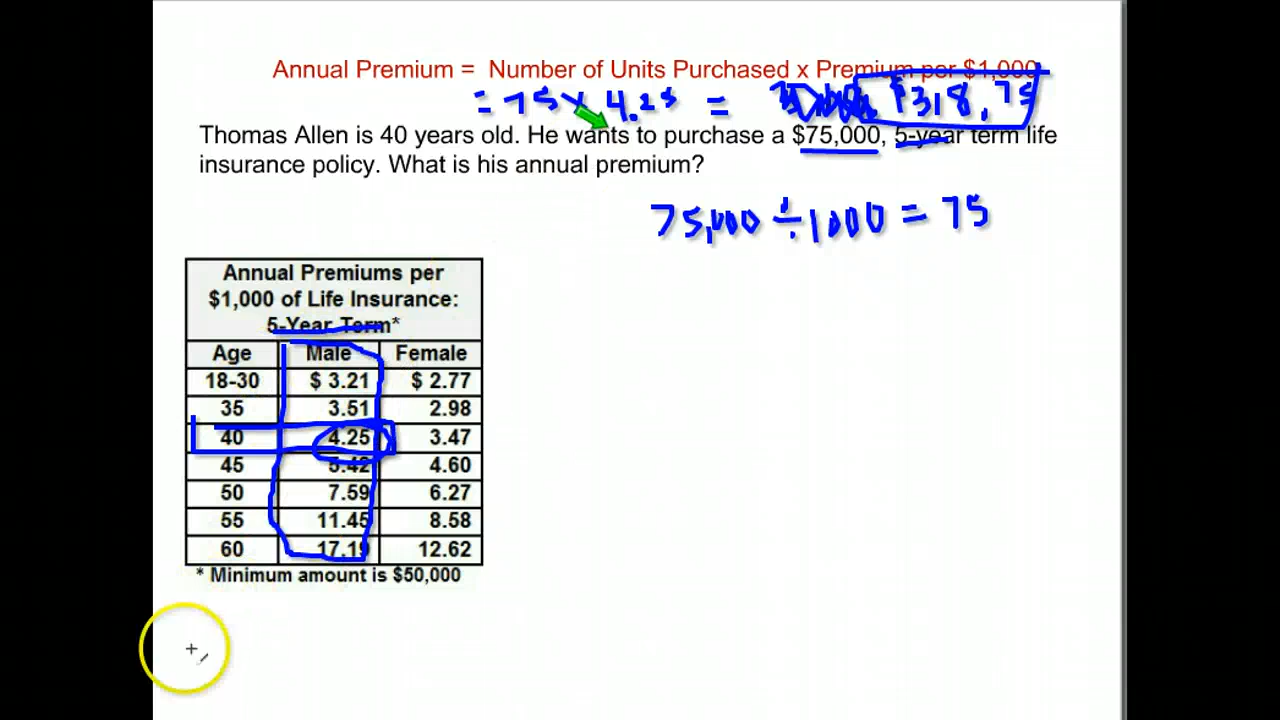 Annual Premium = Number of Units Purchased x Premium per $1,000
= 75 x 4.25 = $318.75
Thomas Allen is 40 years old. He wants to purchase a $75,000, 5-year term life
insurance policy. What is his annual premium?
75,000 ÷ 1000 = 75
Annual Premiums per
$1,000 of Life Insurance:
5-Year Term*
Age Male Female
18-30 $ 3.21 $ 2.77
35 3.51 2.98
40 4.25 3.47
45 5.42 4.60
50 7.59 6.27
55 11.45 8.58
60 17.19 12.62
* Minimum amount is $50,000